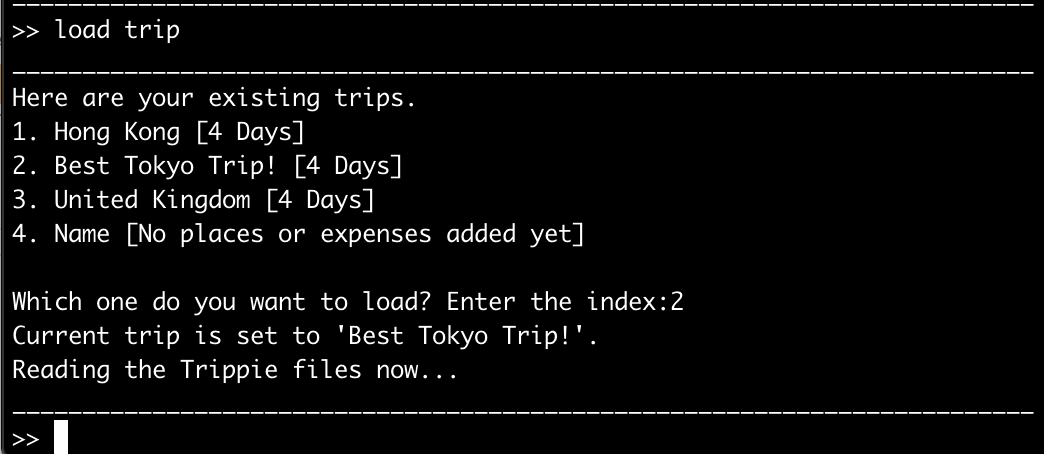 >> load trip
Here are your existing trips.
1. Hong Kong [4 Days]
2. Best Tokyo Trip! [4 Days]
3. United Kingdom [4 Days]
4. Name [No places or expenses added yet]
Which one do you want to load? Enter the index:2
Current trip is set to 'Best Tokyo Trip!'.
Reading the Trippie files now...
>>